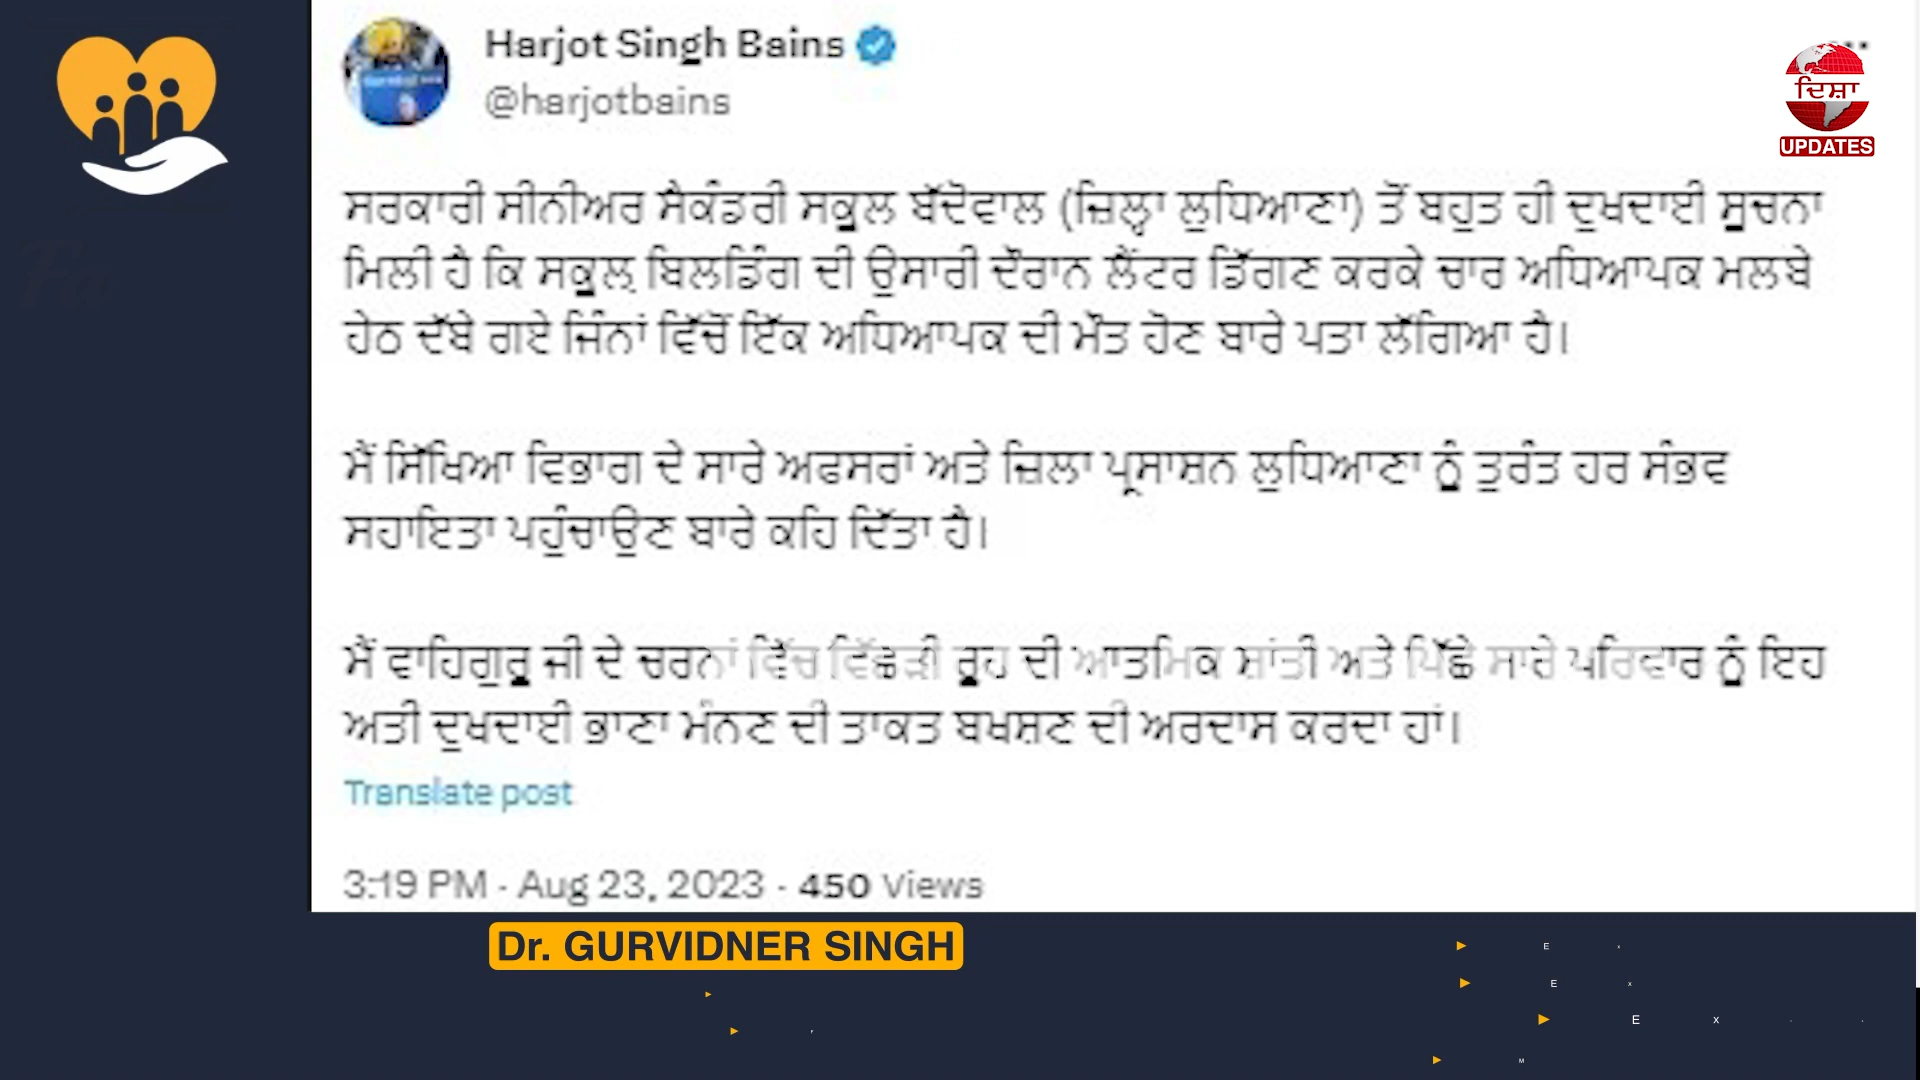 Harjot Singh Bains
@harjotbains
ਦਿਸ਼ਾ
UPDATES
ਸਰਕਾਰੀ ਸੀਨੀਅਰ ਸੈਕੰਡਰੀ ਸਕੂਲ ਬੱਦੋਵਾਲ (ਜ਼ਿਲ੍ਹਾ ਲੁਧਿਆਣਾ) ਤੋਂ ਬਹੁਤ ਹੀ ਦੁਖਦਾਈ ਸੂਚਨਾ
ਮਿਲੀ ਹੈ ਕਿ ਸਕੂਲ ਬਿਲਡਿੰਗ ਦੀ ਉਸਾਰੀ ਦੌਰਾਨ ਲੈਂਟਰ ਡਿੱਗਣ ਕਰਕੇ ਚਾਰ ਅਧਿਆਪਕ ਮਲਬੇ
ਹੇਠ ਦੱਬੇ ਗਏ ਜਿੰਨਾਂ ਵਿੱਚੋਂ ਇੱਕ ਅਧਿਆਪਕ ਦੀ ਮੌਤ ਹੋਣ ਬਾਰੇ ਪਤਾ ਲੱਗਿਆ ਹੈ।
ਮੈਂ ਸਿੱਖਿਆ ਵਿਭਾਗ ਦੇ ਸਾਰੇ ਅਫਸਰਾਂ ਅਤੇ ਜ਼ਿਲਾ ਪ੍ਰਸਾਸ਼ਨ ਲੁਧਿਆਣਾ ਨੂੰ ਤੁਰੰਤ ਹਰ ਸੰਭਵ
ਸਹਾਇਤਾ ਪਹੁੰਚਾਉਣ ਬਾਰੇ ਕਹਿ ਦਿੱਤਾ ਹੈ।
ਮੈਂ ਵਾਹਿਗੁਰੂ ਜੀ ਦੇ ਚਰਨਾਂ ਵਿੱਚ ਵਿੱਛੜੀ ਰੂਹ ਦੀ ਆਤਮਿਕ ਸ਼ਾਂਤੀ ਅਤੇ ਪਿੱਛੇ ਸਾਰੇ ਪਰਿਵਾਰ ਨੂੰ ਇਹ
ਅਤੀ ਦੁਖਦਾਈ ਭਾਣਾ ਮੰਨਣ ਦੀ ਤਾਕਤ ਬਖਸ਼ਣ ਦੀ ਅਰਦਾਸ ਕਰਦਾ ਹਾਂ।
Translate post
3:19 PM · Aug 23, 2023 · 450 Views
Dr. GURVIDNER SINGH
E x
E x
E x
M